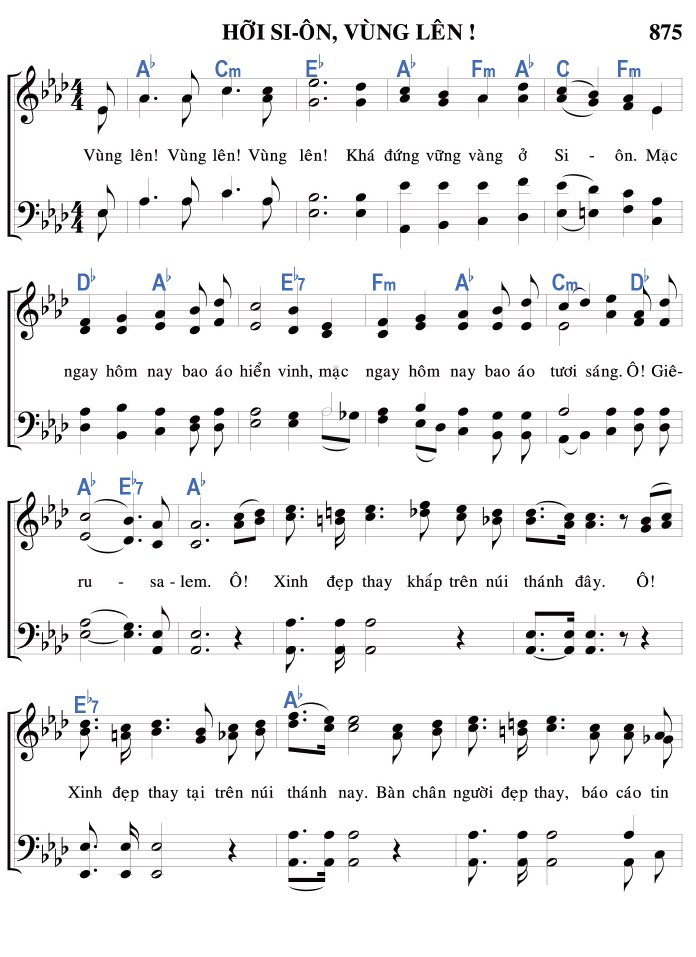 HỠI SI-ÔN, VÙNG LÊN ! 875
A♭ Cm E♭ A♭ Fm A♭ C Fm
Vùng lên! Vùng lên! Vùng lên! Khá đứng vững vàng ở Si - ôn. Mặc
D♭ A♭ E♭7 Fm A♭ Cm D♭
ngay hôm nay bao áo hiển vinh, mặc ngay hôm nay bao áo tươi sáng. Ô! Giê-
A♭ E♭7 A♭
ru - sa - lem. Ô! Xinh đẹp thay khắp trên núi thánh đây. Ô!
E♭7 A♭
Xinh đẹp thay tại trên núi thánh nay. Bàn chân người đẹp thay, báo cáo tin